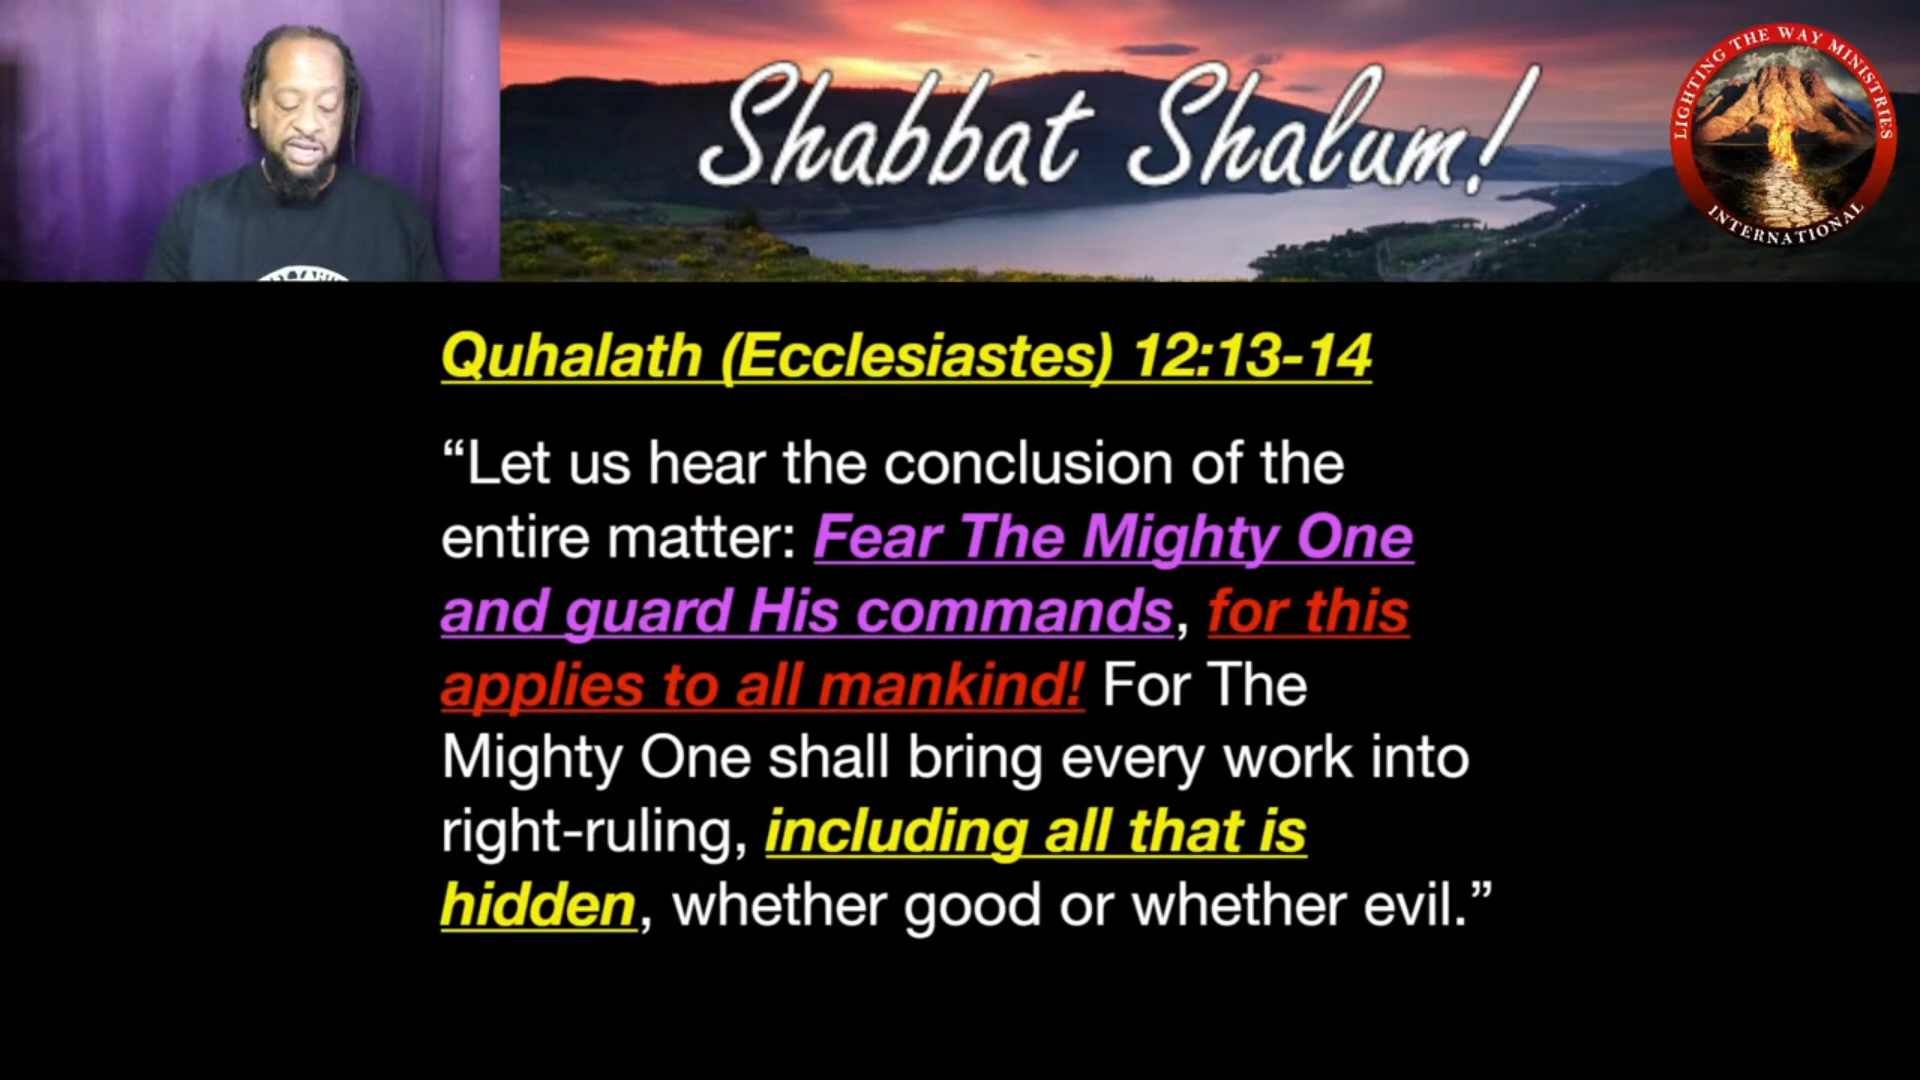 Shabbat Shalum!
LIGHTING THE WAY MINISTRIES
INTERNATIONAL
Quhalath (Ecclesiastes) 12:13-14
“Let us hear the conclusion of the
entire matter: Fear The Mighty One
and guard His commands, for this
applies to all mankind! For The
Mighty One shall bring every work into
right-ruling, including all that is
hidden, whether good or whether evil.”